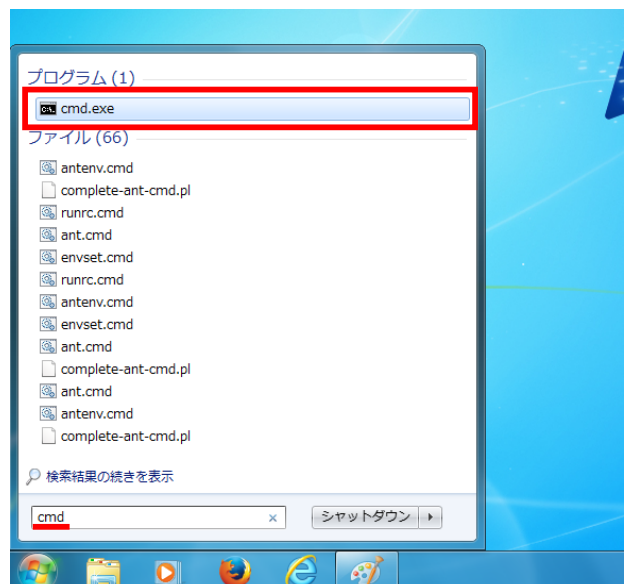 プログラム (1)
cmd.exe
ファイル (66)
antenv.cmd
complete-ant-cmd.pl
runrc.cmd
ant.cmd
envset.cmd
runrc.cmd
antenv.cmd
envset.cmd
ant.cmd
complete-ant-cmd.pl
ant.cmd
antenv.cmd
complete-ant-cmd.pl
検索結果の続きを表示
cmd × シャットダウン